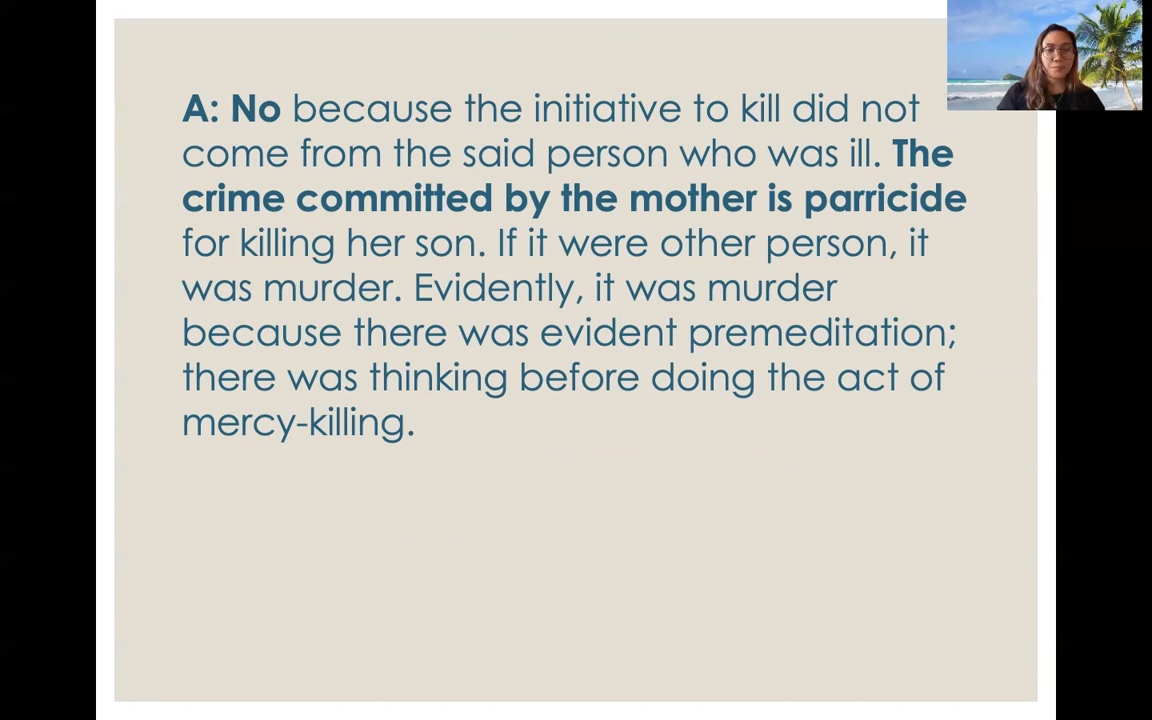 A: No because the initiative to kill did not
come from the said person who was ill. The
crime committed by the mother is parricide
for killing her son. If it were other person, it
was murder. Evidently, it was murder
because there was evident premeditation;
there was thinking before doing the act of
mercy-killing.